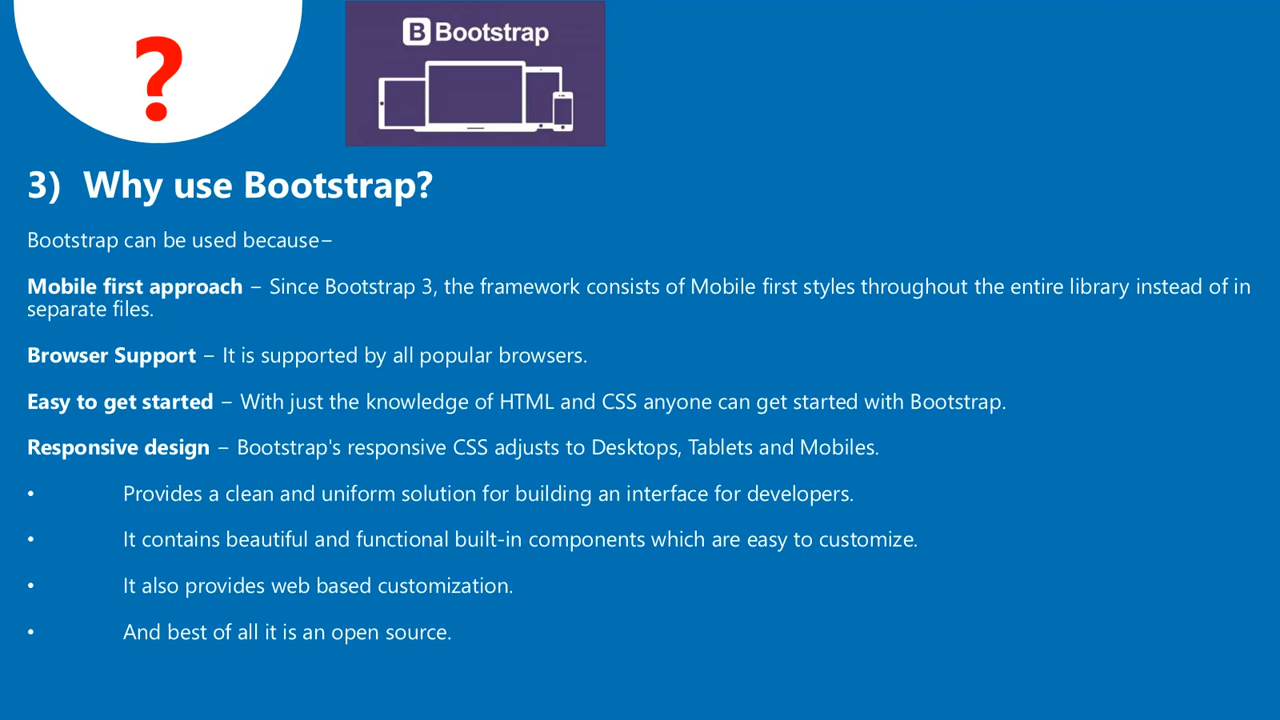 ?
B Bootstrap
3) Why use Bootstrap?
Bootstrap can be used because–
Mobile first approach – Since Bootstrap 3, the framework consists of Mobile first styles throughout the entire library instead of in
separate files.
Browser Support – It is supported by all popular browsers.
Easy to get started – With just the knowledge of HTML and CSS anyone can get started with Bootstrap.
Responsive design – Bootstrap's responsive CSS adjusts to Desktops, Tablets and Mobiles.
• Provides a clean and uniform solution for building an interface for developers.
• It contains beautiful and functional built-in components which are easy to customize.
• It also provides web based customization.
• And best of all it is an open source.